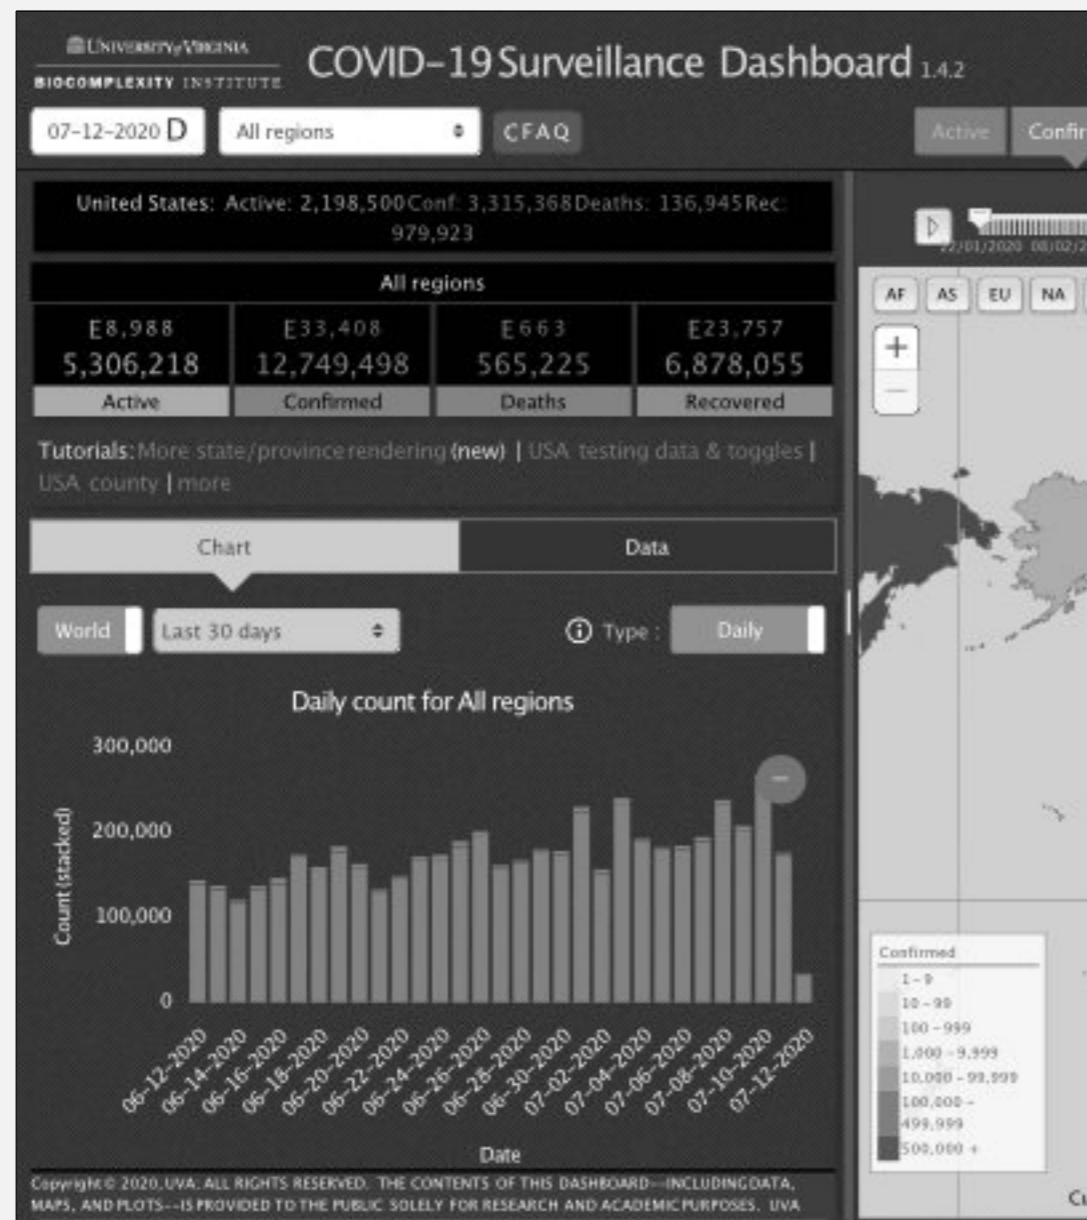 UNIVERSITY of VIRGINIA
BIOCOMPLEXITY INSTITUTE
COVID-19 Surveillance Dashboard 1.4.2
07-12-2020 D
All regions
CFAQ
Active
Confir
United States: Active: 2,198,500 Conf: 3,315,368 Deaths: 136,945 Rec:
979,923
22/01/2020 08/02/2
All regions
E8,988 E33,408 E663 E23,757
5,306,218 12,749,498 565,225 6,878,055
Active Confirmed Deaths Recovered
AF AS EU NA
+
−
Tutorials: More state/province rendering (new) | USA testing data & toggles |
USA county | more
Chart Data
World
Last 30 days
Type :
Daily
Daily count for All regions
Count (stacked)
300,000
200,000
100,000
0
06-12-2020
06-14-2020
06-16-2020
06-18-2020
06-20-2020
06-22-2020
06-24-2020
06-26-2020
06-28-2020
06-30-2020
07-02-2020
07-04-2020
07-06-2020
07-08-2020
07-10-2020
07-12-2020
Date
Confirmed
1 - 9
10 - 99
100 - 999
1,000 - 9,999
10,000 - 99,999
100,000 -
499,999
500,000 +
Cu
Copyright © 2020, UVA. ALL RIGHTS RESERVED. THE CONTENTS OF THIS DASHBOARD--INCLUDING DATA,
MAPS, AND PLOTS--IS PROVIDED TO THE PUBLIC SOLELY FOR RESEARCH AND ACADEMIC PURPOSES. UVA